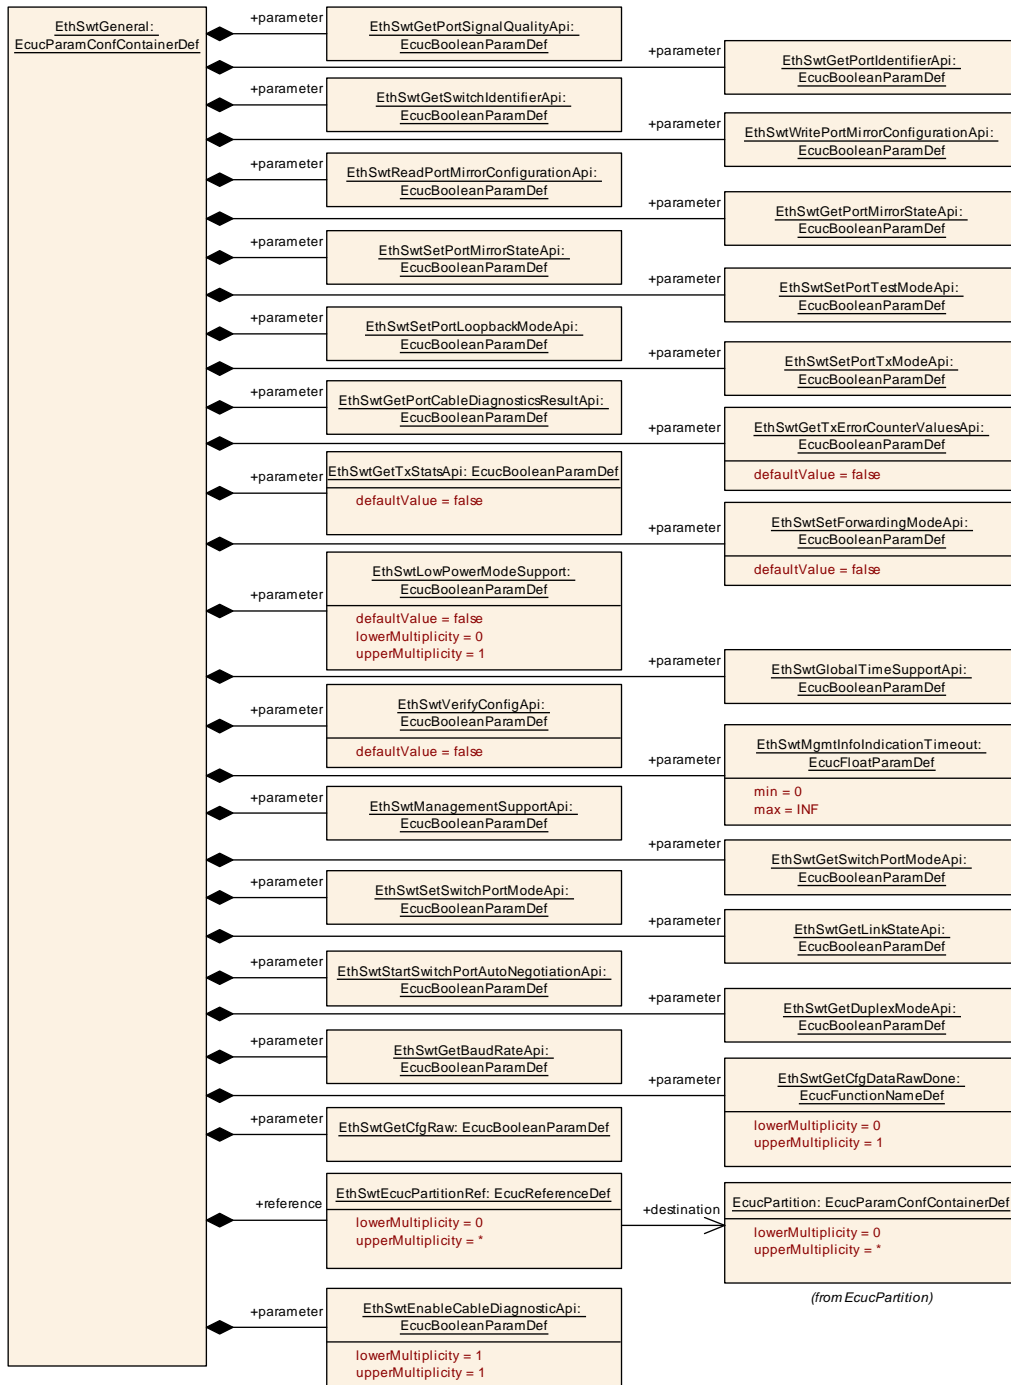 EthSwtGeneral:
EcucParamConfContainerDef
+parameter
EthSwtGetPortSignalQualityApi:
EcucBooleanParamDef
+parameter
EthSwtGetPortIdentifierApi:
EcucBooleanParamDef
+parameter
EthSwtGetSwitchIdentifierApi:
EcucBooleanParamDef
+parameter
EthSwtWritePortMirrorConfigurationApi:
EcucBooleanParamDef
+parameter
EthSwtReadPortMirrorConfigurationApi:
EcucBooleanParamDef
+parameter
EthSwtGetPortMirrorStateApi:
EcucBooleanParamDef
+parameter
EthSwtSetPortMirrorStateApi:
EcucBooleanParamDef
+parameter
EthSwtSetPortTestModeApi:
EcucBooleanParamDef
+parameter
EthSwtSetPortLoopbackModeApi:
EcucBooleanParamDef
+parameter
EthSwtSetPortTxModeApi:
EcucBooleanParamDef
+parameter
EthSwtGetPortCableDiagnosticsResultApi:
EcucBooleanParamDef
+parameter
EthSwtGetTxErrorCounterValuesApi:
EcucBooleanParamDef
defaultValue = false
+parameter
EthSwtGetTxStatsApi: EcucBooleanParamDef
defaultValue = false
+parameter
EthSwtSetForwardingModeApi:
EcucBooleanParamDef
defaultValue = false
+parameter
EthSwtLowPowerModeSupport:
EcucBooleanParamDef
defaultValue = false
lowerMultiplicity = 0
upperMultiplicity = 1
+parameter
EthSwtGlobalTimeSupportApi:
EcucBooleanParamDef
+parameter
EthSwtVerifyConfigApi:
EcucBooleanParamDef
defaultValue = false
+parameter
EthSwtMgmtInfoIndicationTimeout:
EcucFloatParamDef
min = 0
max = INF
+parameter
EthSwtManagementSupportApi:
EcucBooleanParamDef
+parameter
EthSwtGetSwitchPortModeApi:
EcucBooleanParamDef
+parameter
EthSwtSetSwitchPortModeApi:
EcucBooleanParamDef
+parameter
EthSwtGetLinkStateApi:
EcucBooleanParamDef
+parameter
EthSwtStartSwitchPortAutoNegotiationApi:
EcucBooleanParamDef
+parameter
EthSwtGetDuplexModeApi:
EcucBooleanParamDef
+parameter
EthSwtGetBaudRateApi:
EcucBooleanParamDef
+parameter
EthSwtGetCfgDataRawDone:
EcucFunctionNameDef
lowerMultiplicity = 0
upperMultiplicity = 1
+parameter
EthSwtGetCfgRaw: EcucBooleanParamDef
+reference
EthSwtEcucPartitionRef: EcucReferenceDef
lowerMultiplicity = 0
upperMultiplicity = *
+destination
EcucPartition: EcucParamConfContainerDef
lowerMultiplicity = 0
upperMultiplicity = *
(from EcucPartition)
+parameter
EthSwtEnableCableDiagnosticApi:
EcucBooleanParamDef
lowerMultiplicity = 1
upperMultiplicity = 1